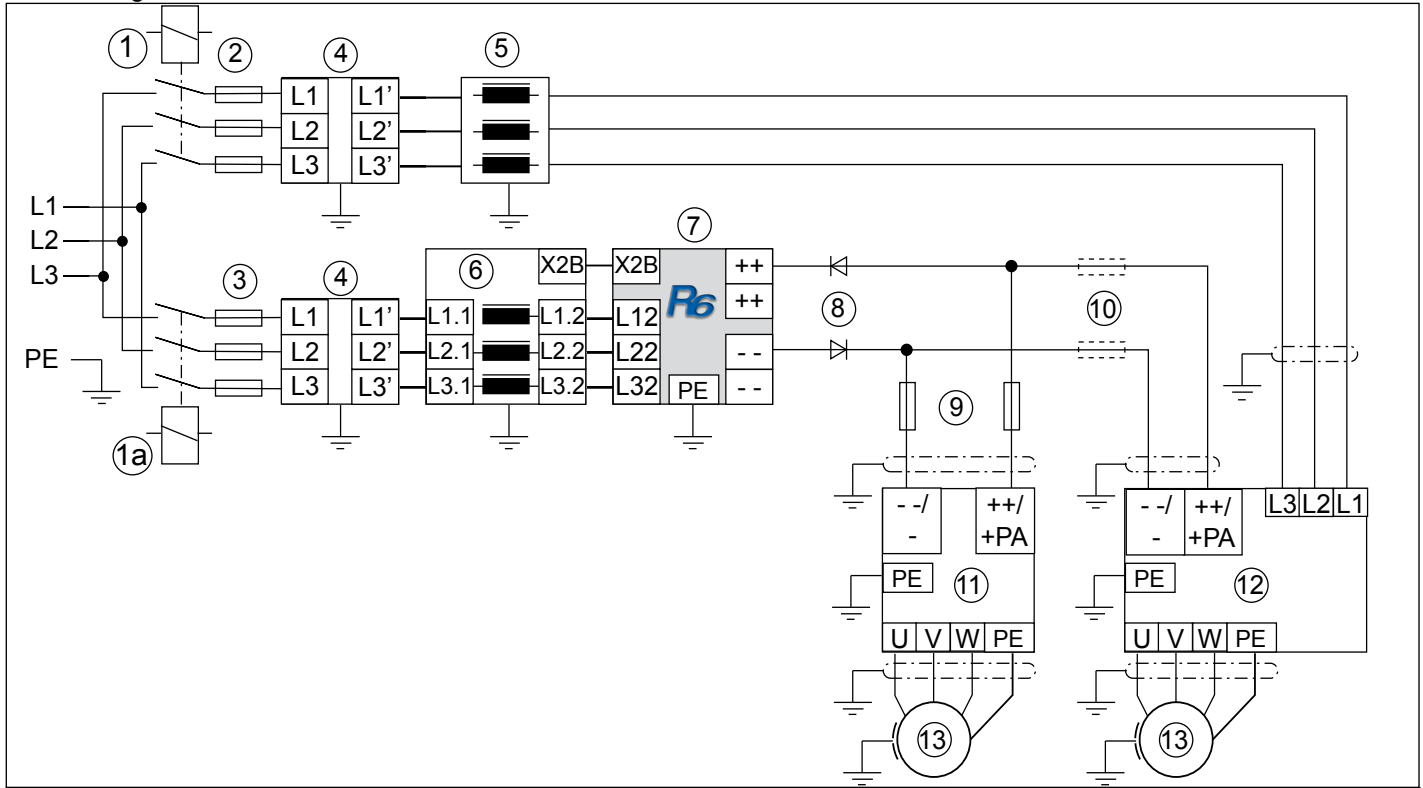 1
2
4
5
L1 L1'
L2 L2'
L3 L3'
L1
L2
L3
PE
3
4
6
7
8
10
X2B X2B
++
++
- -
- -
R6
L1 L1' L1.1 L1.2 L12
L2 L2' L2.1 L2.2 L22
L3 L3' L3.1 L3.2 L32
PE
1a
9
- -/
-
++/
+PA
PE
11
U V W PE
13
- -/
-
++/
+PA
L3 L2 L1
PE
12
U V W PE
13